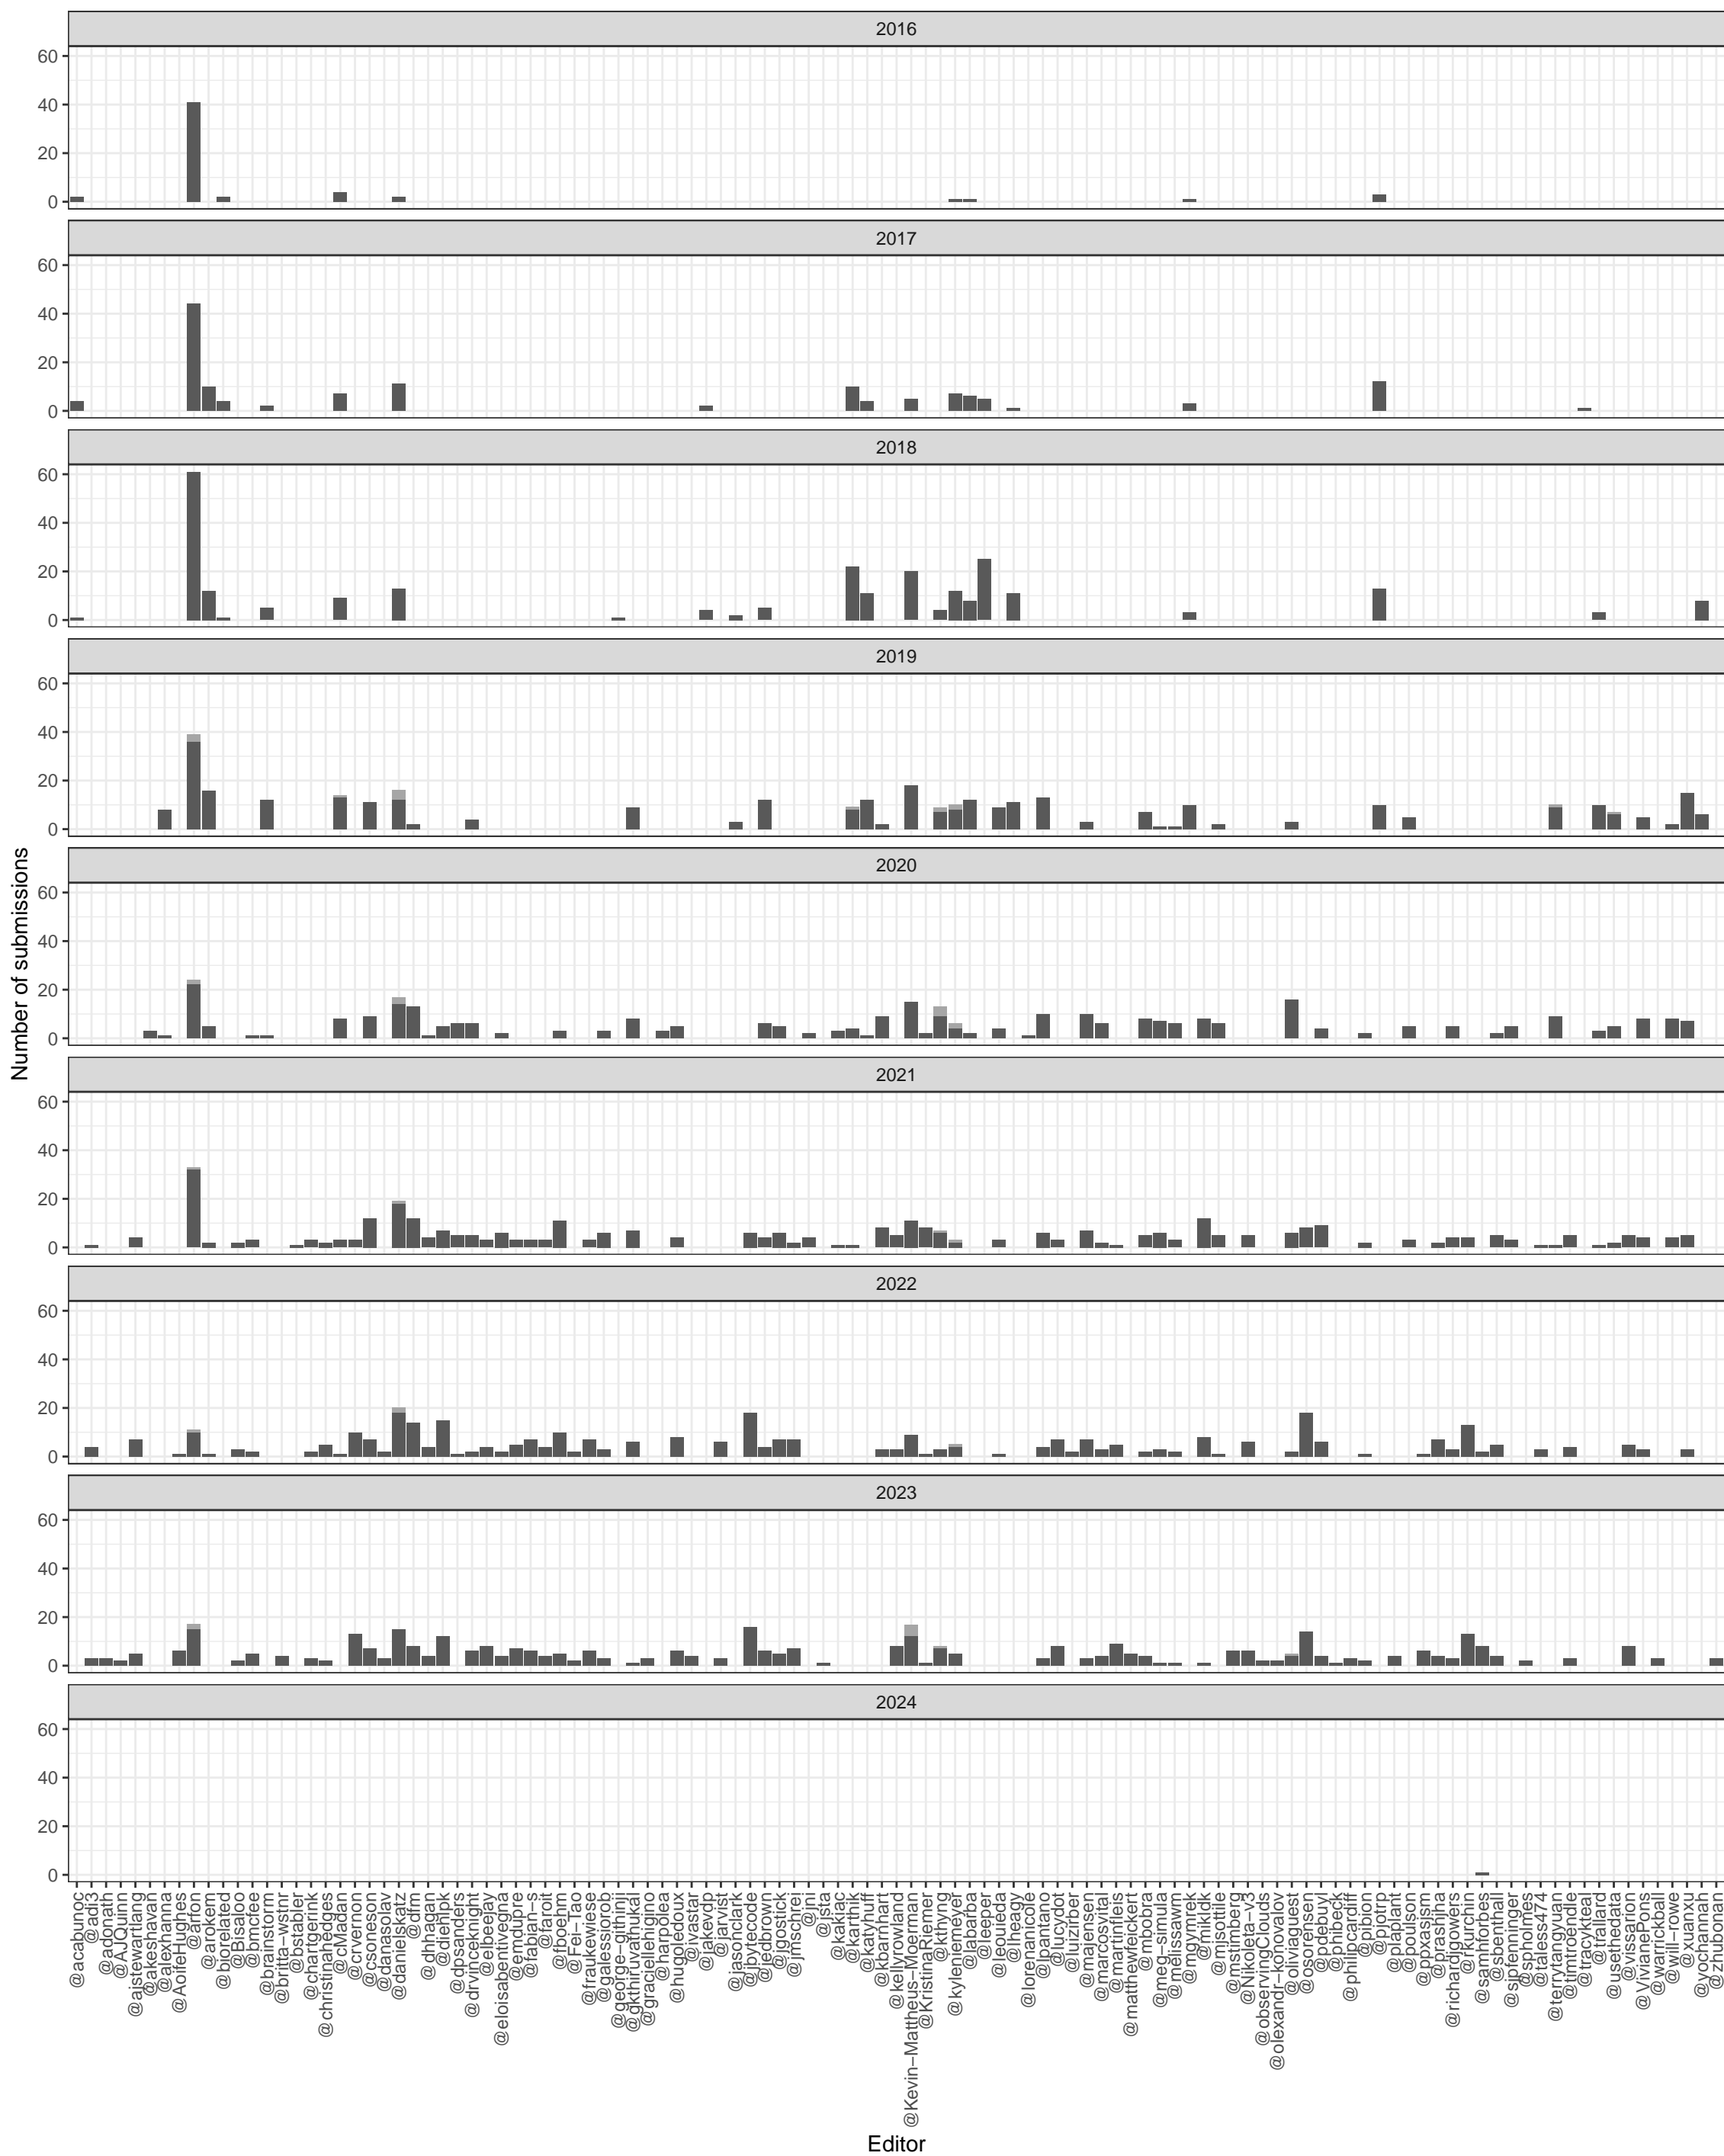 2016
60
40
20
0
2017
60
40
20
0
2018
60
40
20
0
2019
60
40
20
0
2020
60
40
20
0
2021
60
40
20
0
2022
60
40
20
0
2023
60
40
20
0
2024
60
40
20
0
Number of submissions
@acabunoc
@adi3
@adonath
@AJQuinn
@ajstewartlang
@akeshavan
@alexhanna
@AoifeHughes
@arfon
@arokem
@biorelated
@Bisaloo
@bmcfee
@brainstorm
@britta-wstnr
@bstabler
@chartgerink
@christinahedges
@cMadan
@crvernon
@csoneson
@danasolav
@danielskatz
@dfm
@dhhagan
@diehlpk
@dpsanders
@drvinceknight
@elbeejay
@eloisabentivegna
@emdupre
@fabian-s
@faroit
@fboehm
@Fei-Tao
@fraukewiese
@galessiorob
@george-githinji
@gkthiruvathukal
@graciellehigino
@harpolea
@hugoledoux
@ivastar
@jakevdp
@jarvist
@jasonclark
@jbytecode
@jedbrown
@jgostick
@jmschrei
@jni
@jsta
@kakiac
@karthik
@katyhuff
@kbarnhart
@kellyrowland
@Kevin-Mattheus-Moerman
@KristinaRiemer
@kthyng
@kyleniemeyer
@labarba
@leeper
@leouieda
@lheagy
@lorenanicole
@lpantano
@lucydot
@luizirber
@majensen
@marcosvital
@martinfleis
@matthewfeickert
@mbobra
@meg-simula
@melissawm
@mgymrek
@mikldk
@mjsottile
@mstimberg
@Nikoleta-v3
@observingClouds
@olexandr-konovalov
@oliviaguest
@osorensen
@pdebuyl
@phibeck
@philipcardiff
@pibion
@pjotrp
@plaplant
@poulson
@ppxasjsm
@prashjha
@richardjgowers
@rkurchin
@samhforbes
@sbenthall
@sjpfenninger
@spholmes
@taless474
@terrytangyuan
@timtroendle
@tracykteal
@trallard
@usethedata
@vissarion
@VivianePons
@warrickball
@will-rowe
@xuanxu
@yochannah
@zhubonan
Editor